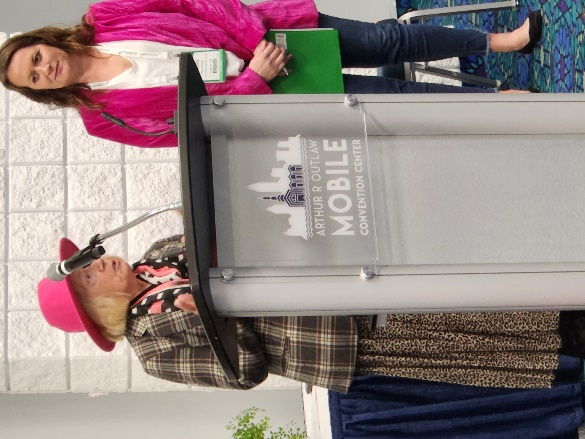 ARTHUR R OUTLAW
MOBILE
CONVENTION CENTER